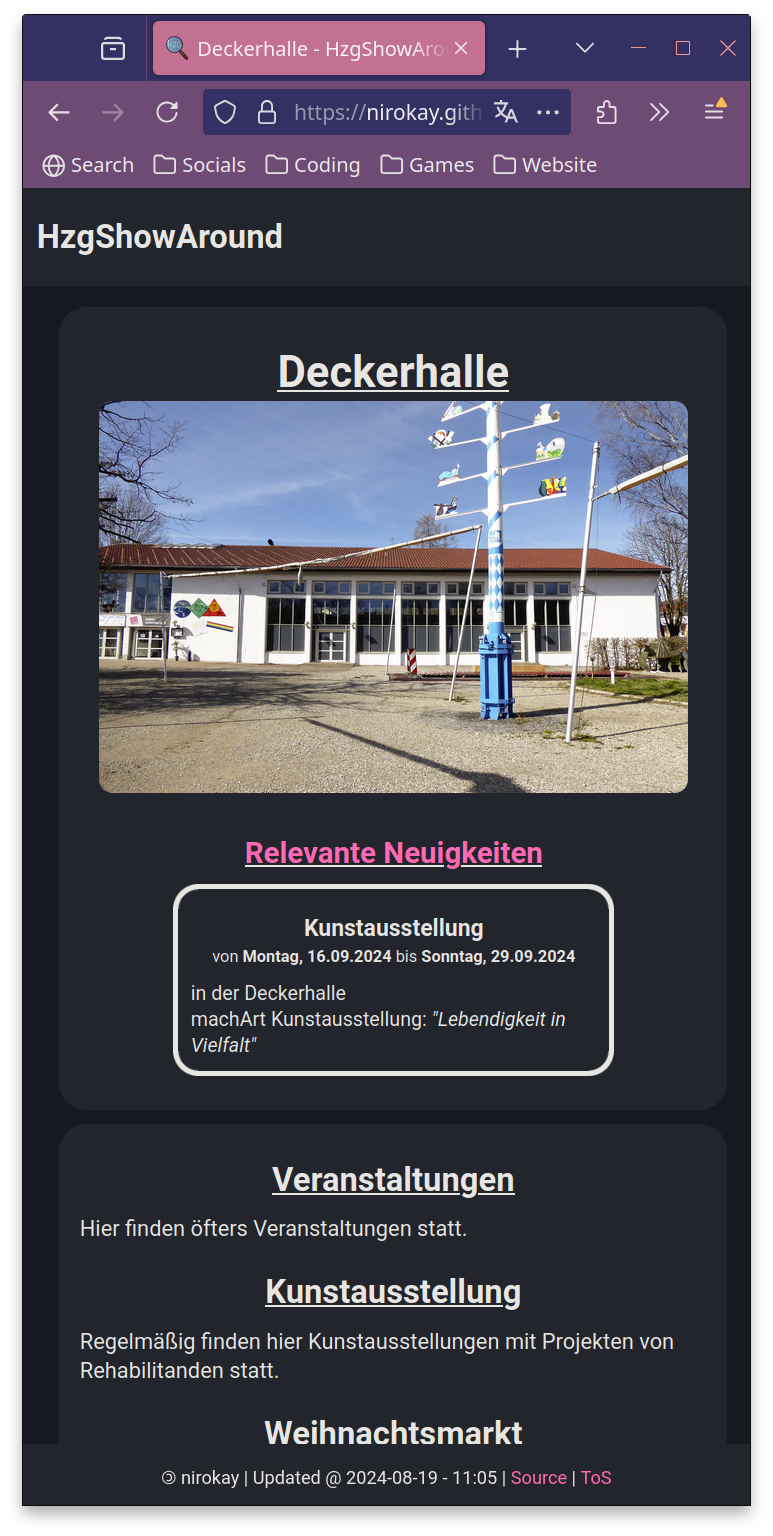 Deckerhalle - HzgShowAro
https://nirokay.gith
Search Socials Coding Games Website
HzgShowAround
Deckerhalle
Relevante Neuigkeiten
Kunstausstellung
von Montag, 16.09.2024 bis Sonntag, 29.09.2024
in der Deckerhalle
machArt Kunstausstellung: "Lebendigkeit in
Vielfalt"
Veranstaltungen
Hier finden öfters Veranstaltungen statt.
Kunstausstellung
Regelmäßig finden hier Kunstausstellungen mit Projekten von
Rehabilitanden statt.
Weihnachtsmarkt
🄯 nirokay | Updated @ 2024-08-19 - 11:05 | Source | ToS